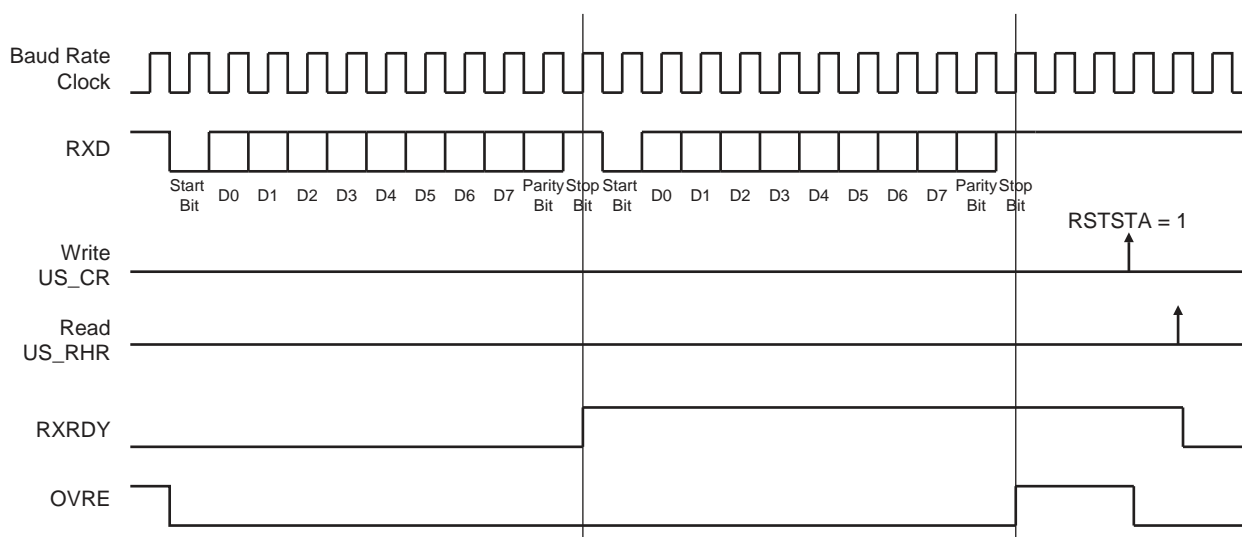 Baud Rate
Clock
RXD
Start
Bit
D0
D1
D2
D3
D4
D5
D6
D7
Parity
Bit
Stop
Bit
Start
Bit
D0
D1
D2
D3
D4
D5
D6
D7
Parity
Bit
Stop
Bit
RSTSTA = 1
Write
US_CR
Read
US_RHR
RXRDY
OVRE